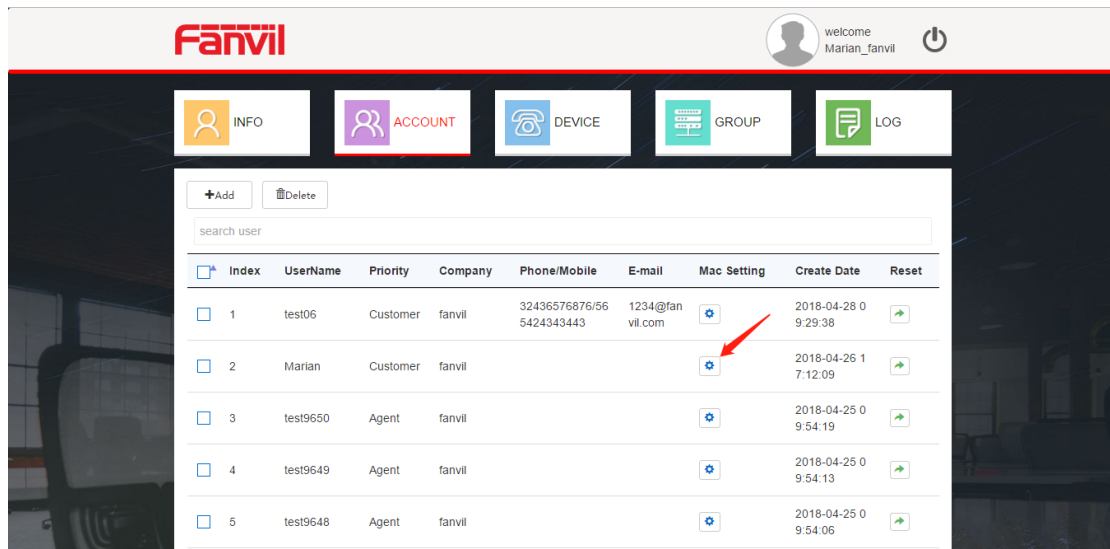 Fanvil
welcome
Marian_fanvil
INFO
ACCOUNT
DEVICE
GROUP
LOG
+Add
Delete
search user
Index UserName Priority Company Phone/Mobile E-mail Mac Setting Create Date Reset
1 test06 Customer fanvil 32436576876/56 1234@fan 2018-04-28 0
5424343443 vil.com 9:29:38
2 Marian Customer fanvil 2018-04-26 1
7:12:09
3 test9650 Agent fanvil 2018-04-25 0
9:54:19
4 test9649 Agent fanvil 2018-04-25 0
9:54:13
5 test9648 Agent fanvil 2018-04-25 0
9:54:06